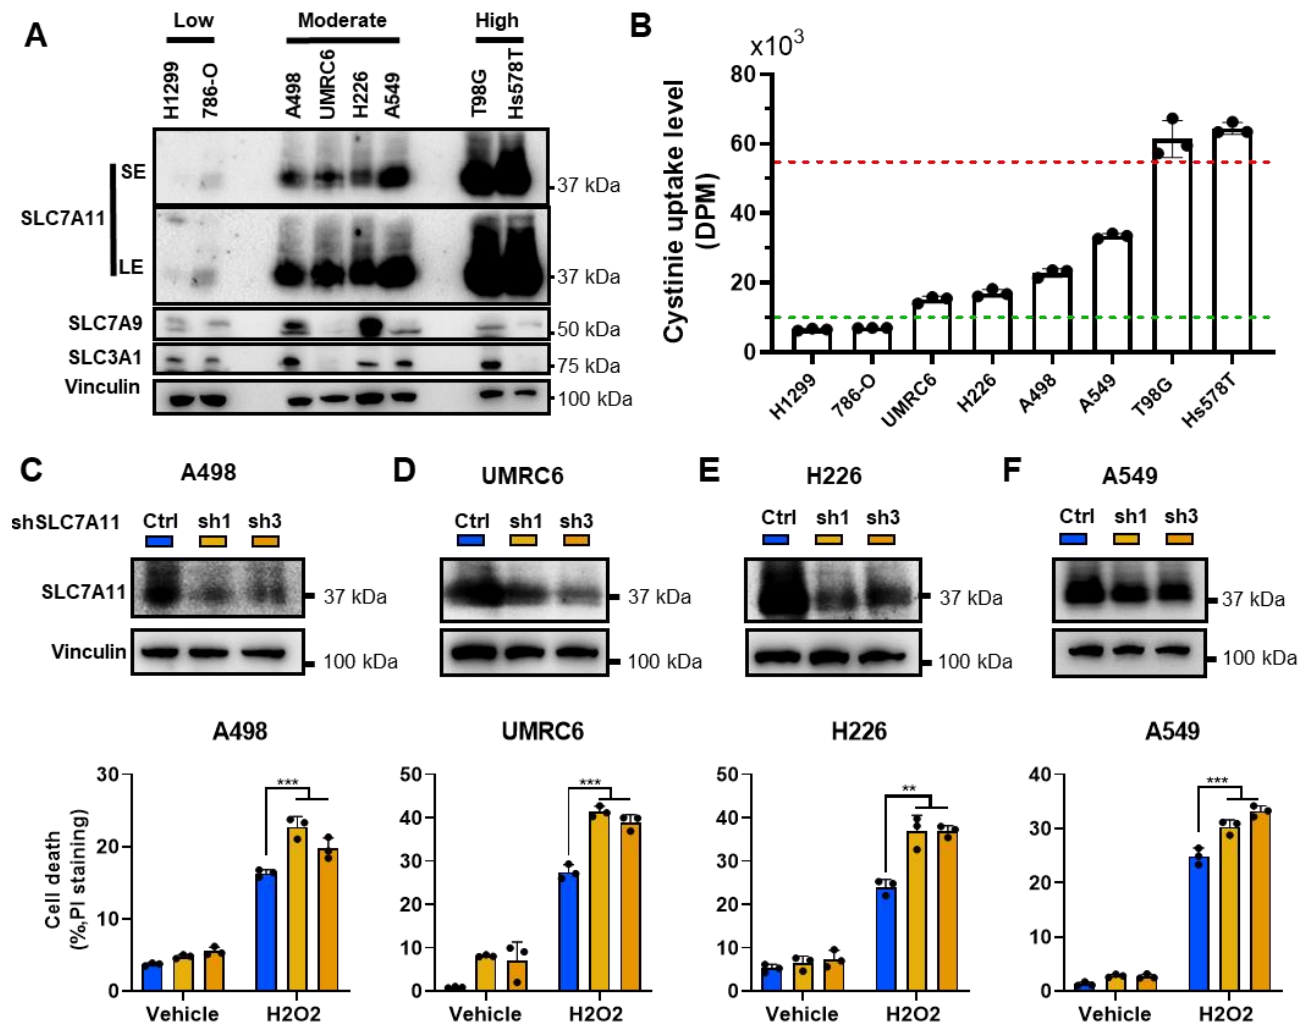 A
Low Moderate High
H1299 786-O A498 UMRC6 H226 A549 T98G Hs578T
SE
37 kDa
SLC7A11
LE
37 kDa
SLC7A9
50 kDa
SLC3A1
75 kDa
Vinculin
100 kDa
B
x10³
Cystinie uptake level
(DPM)
80
60
40
20
0
H1299 786-O UMRC6 H226 A498 A549 T98G Hs578T
C A498
shSLC7A11 Ctrl sh1 sh3
SLC7A11 37 kDa
Vinculin 100 kDa
D UMRC6
Ctrl sh1 sh3
37 kDa
100 kDa
E H226
Ctrl sh1 sh3
37 kDa
100 kDa
F A549
Ctrl sh1 sh3
37 kDa
100 kDa
A498
Cell death
(%,PI staining)
30
20
10
0
***
Vehicle H2O2
UMRC6
50
40
30
20
10
0
***
Vehicle H2O2
H226
50
40
30
20
10
0
**
Vehicle H2O2
A549
40
30
20
10
0
***
Vehicle H2O2